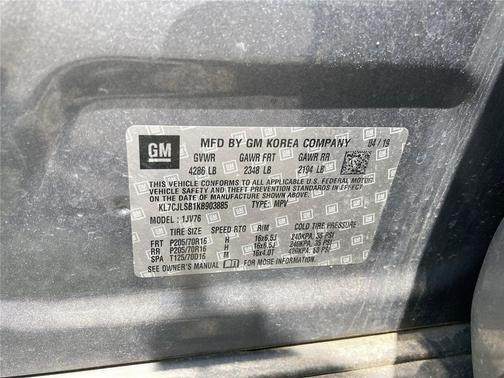 GM MFD BY GM KOREA COMPANY 04 / 19
GVWR GAWR FRT GAWR RR
4286 LB 2348 LB 2194 LB
THIS VEHICLE CONFORMS TO ALL APPLICABLE U.S. FEDERAL MOTOR
VEHICLE SAFETY, BUMPER, AND THEFT PREVENTION STANDARDS IN EFFECT
ON THE DATE OF MANUFACTURE SHOWN ABOVE.
KL7CJLSB1KB903885 TYPE: MPV
MODEL : 1JV76
TIRE SIZE SPEED RTG RIM COLD TIRE PRESSURE
FRT P205/70R16 H 16x6.5J 240KPA, 35 PSI
RR P205/70R16 H 16x6.5J 240KPA, 35 PSI
SPA T125/70D16 M 16x4.0T 420KPA, 60 PSI
SEE OWNER'S MANUAL FOR MORE INFORMATION